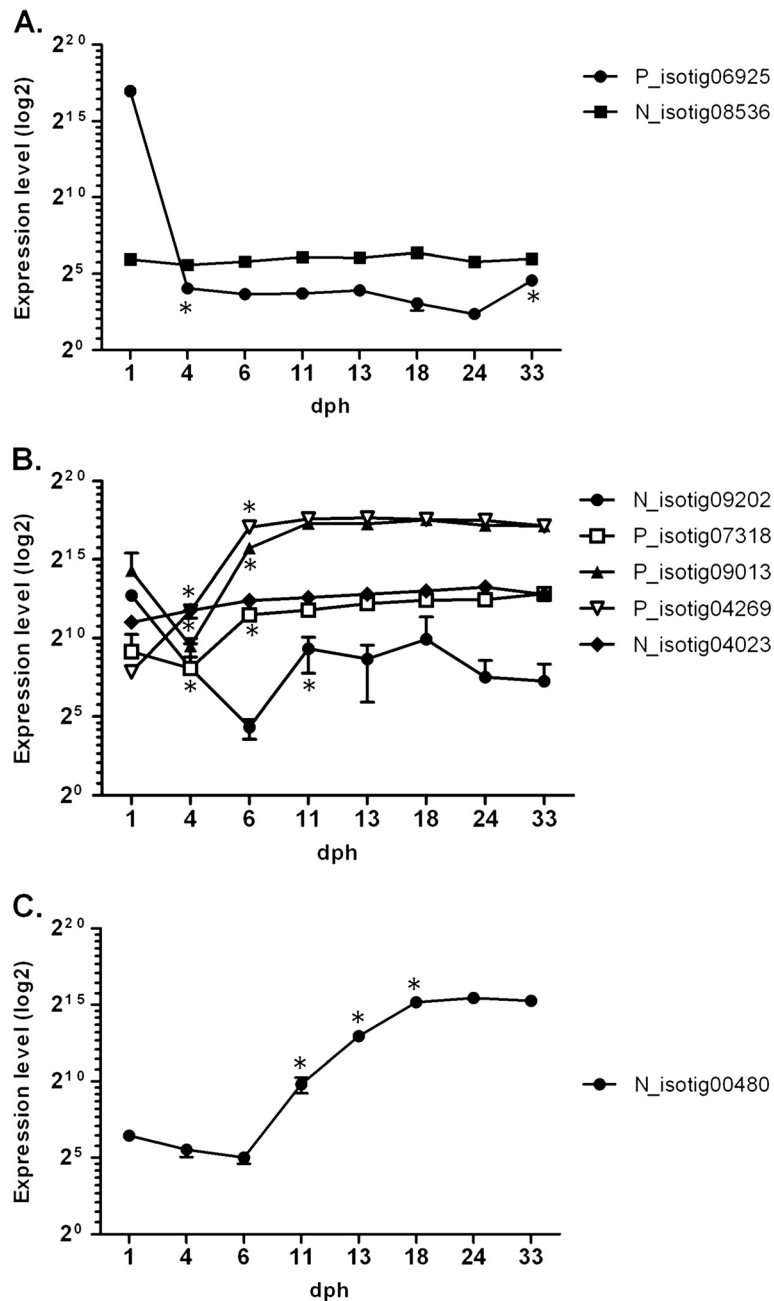 A.
Expression level (log2)
2²⁰
2¹⁵
2¹⁰
2⁵
2⁰
*
*
1 4 6 11 13 18 24 33
dph
P_isotig06925
N_isotig08536
B.
Expression level (log2)
2²⁰
2¹⁵
2¹⁰
2⁵
2⁰
*
*
*
*
*
*
*
1 4 6 11 13 18 24 33
dph
N_isotig09202
P_isotig07318
P_isotig09013
P_isotig04269
N_isotig04023
C.
Expression level (log2)
2²⁰
2¹⁵
2¹⁰
2⁵
2⁰
*
*
*
1 4 6 11 13 18 24 33
dph
N_isotig00480